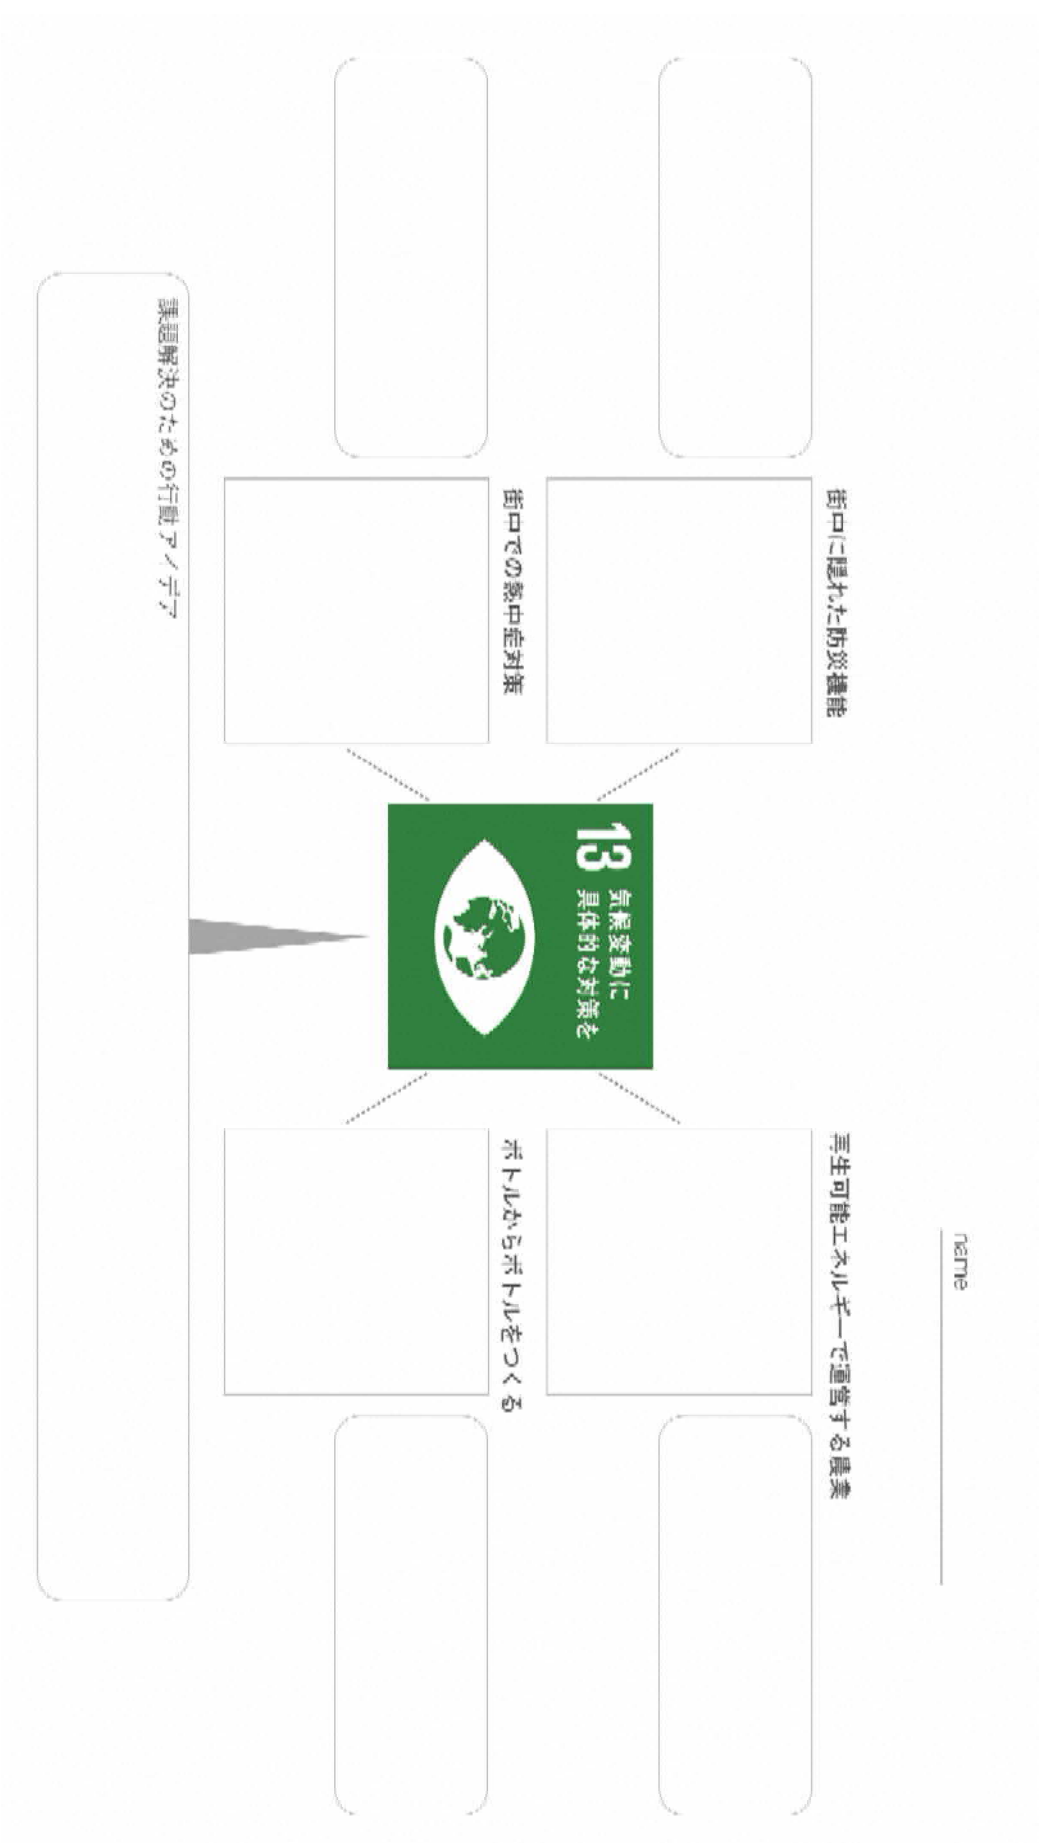 name
街中に隠れた防災機能
再生可能エネルギーで運営する農業
13 気候変動に
具体的な対策を
街中での熱中症対策
ボトルからボトルをつくる
課題解決のための行動アイデア